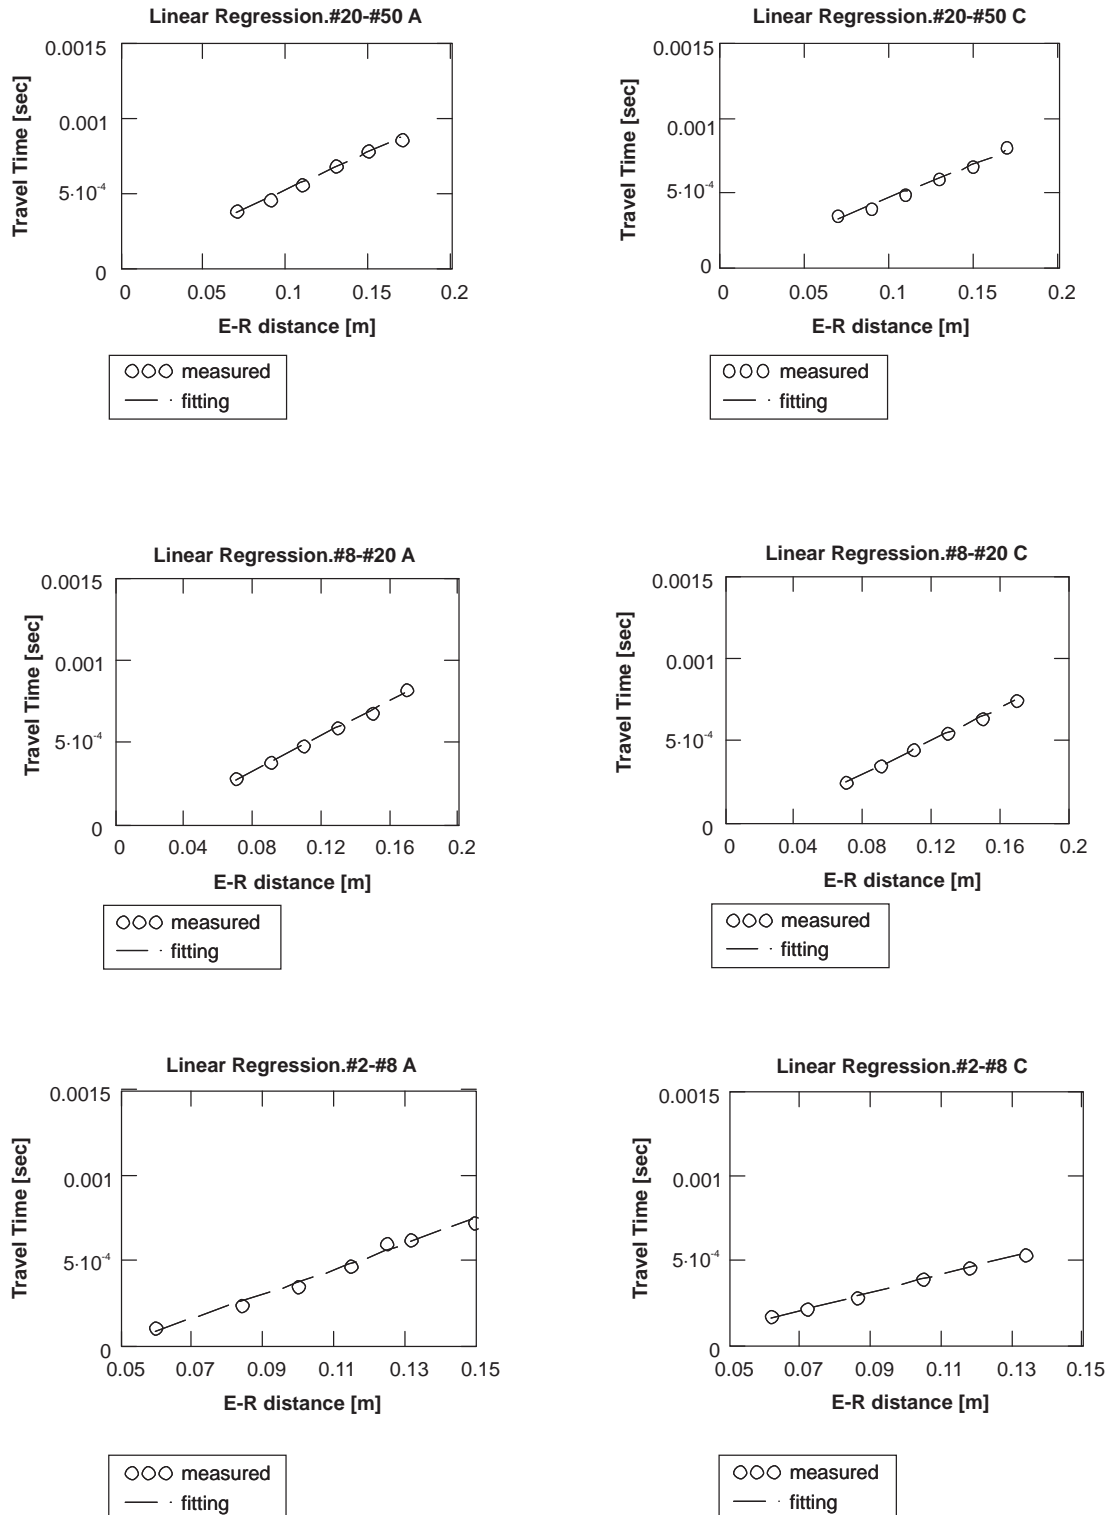 Linear Regression.#20-#50 A
0.0015
0.001
5·10⁻⁴
0
0 0.05 0.1 0.15 0.2
Travel Time [sec]
E-R distance [m]
measured
fitting
Linear Regression.#20-#50 C
0.0015
0.001
5·10⁻⁴
0
0 0.05 0.1 0.15 0.2
Travel Time [sec]
E-R distance [m]
measured
fitting
Linear Regression.#8-#20 A
0.0015
0.001
5·10⁻⁴
0
0 0.04 0.08 0.12 0.16 0.2
Travel Time [sec]
E-R distance [m]
measured
fitting
Linear Regression.#8-#20 C
0.0015
0.001
5·10⁻⁴
0
0 0.04 0.08 0.12 0.16 0.2
Travel Time [sec]
E-R distance [m]
measured
fitting
Linear Regression.#2-#8 A
0.0015
0.001
5·10⁻⁴
0
0.05 0.07 0.09 0.11 0.13 0.15
Travel Time [sec]
E-R distance [m]
measured
fitting
Linear Regression.#2-#8 C
0.0015
0.001
5·10⁻⁴
0
0.05 0.07 0.09 0.11 0.13 0.15
Travel Time [sec]
E-R distance [m]
measured
fitting